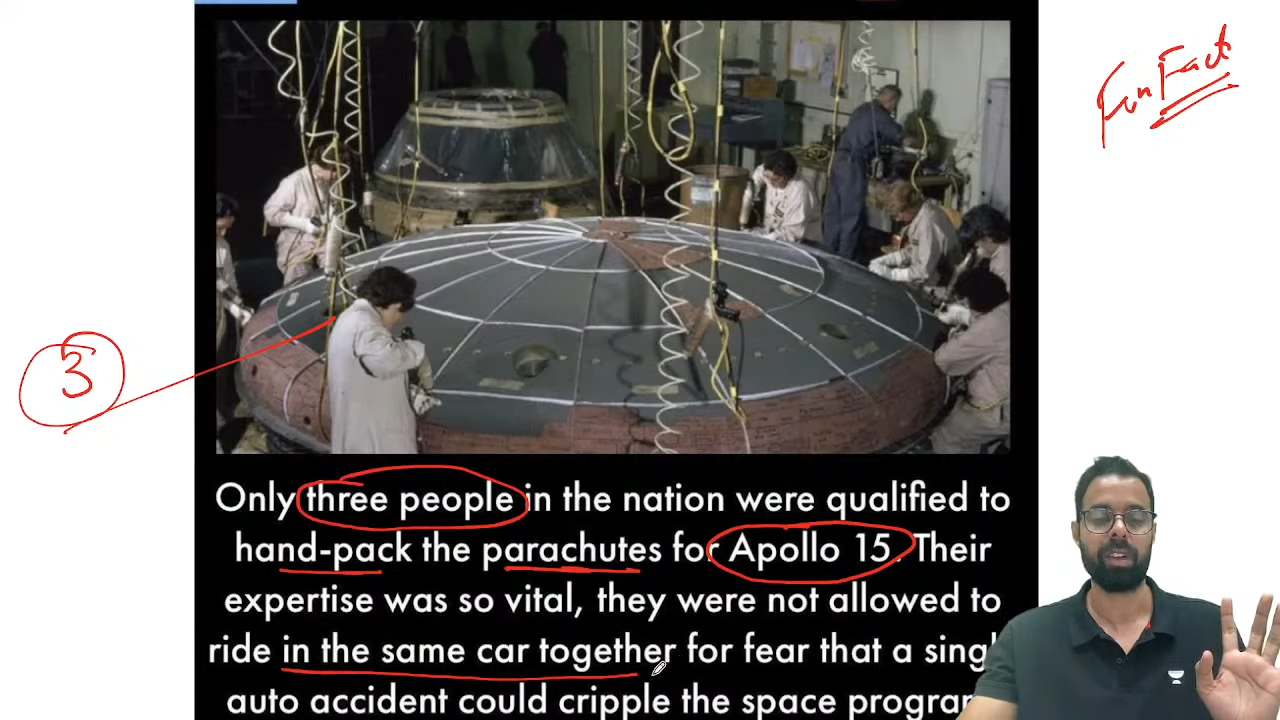 Fun Fact
3
Only three people in the nation were qualified to
hand-pack the parachutes for Apollo 15. Their
expertise was so vital, they were not allowed to
ride in the same car together for fear that a singl
auto accident could cripple the space program